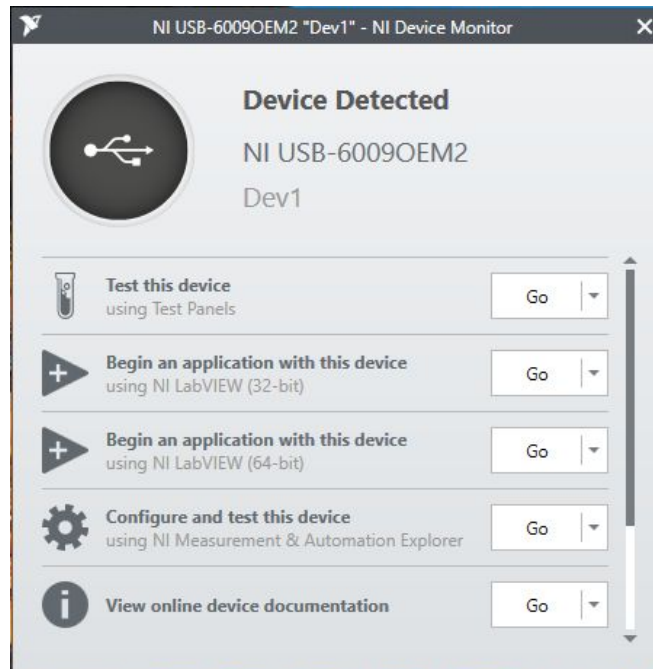 NI USB-6009OEM2 "Dev1" - NI Device Monitor
Device Detected
NI USB-6009OEM2
Dev1
Test this device
using Test Panels
Go
Begin an application with this device
using NI LabVIEW (32-bit)
Go
Begin an application with this device
using NI LabVIEW (64-bit)
Go
Configure and test this device
using NI Measurement & Automation Explorer
Go
View online device documentation
Go